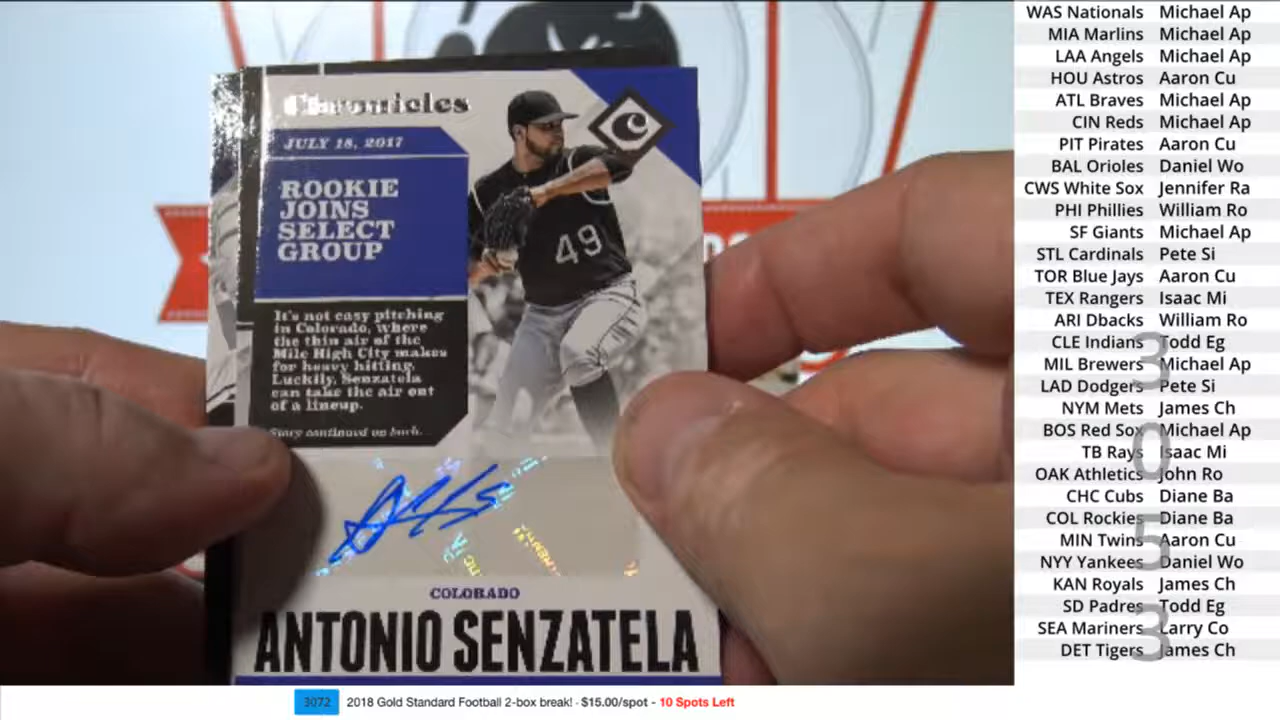 Chronicles
JULY 18, 2017
ROOKIE
JOINS
SELECT
GROUP
It's not easy pitching
in Colorado, where
the thin air of the
Mile High City makes
for heavy hitting.
Luckily, Senzatela
can take the air out
of a lineup.
Story continued on back.
C
49
COLORADO
ANTONIO SENZATELA
WAS Nationals Michael Ap
MIA Marlins Michael Ap
LAA Angels Michael Ap
HOU Astros Aaron Cu
ATL Braves Michael Ap
CIN Reds Michael Ap
PIT Pirates Aaron Cu
BAL Orioles Daniel Wo
CWS White Sox Jennifer Ra
PHI Phillies William Ro
SF Giants Michael Ap
STL Cardinals Pete Si
TOR Blue Jays Aaron Cu
TEX Rangers Isaac Mi
ARI Dbacks William Ro
CLE Indians Todd Eg
MIL Brewers Michael Ap
LAD Dodgers Pete Si
NYM Mets James Ch
BOS Red Sox Michael Ap
TB Rays Isaac Mi
OAK Athletics John Ro
CHC Cubs Diane Ba
COL Rockies Diane Ba
MIN Twins Aaron Cu
NYY Yankees Daniel Wo
KAN Royals James Ch
SD Padres Todd Eg
SEA Mariners Larry Co
DET Tigers James Ch
3
0
5
3
3072 2018 Gold Standard Football 2-box break! - $15.00/spot - 10 Spots Left